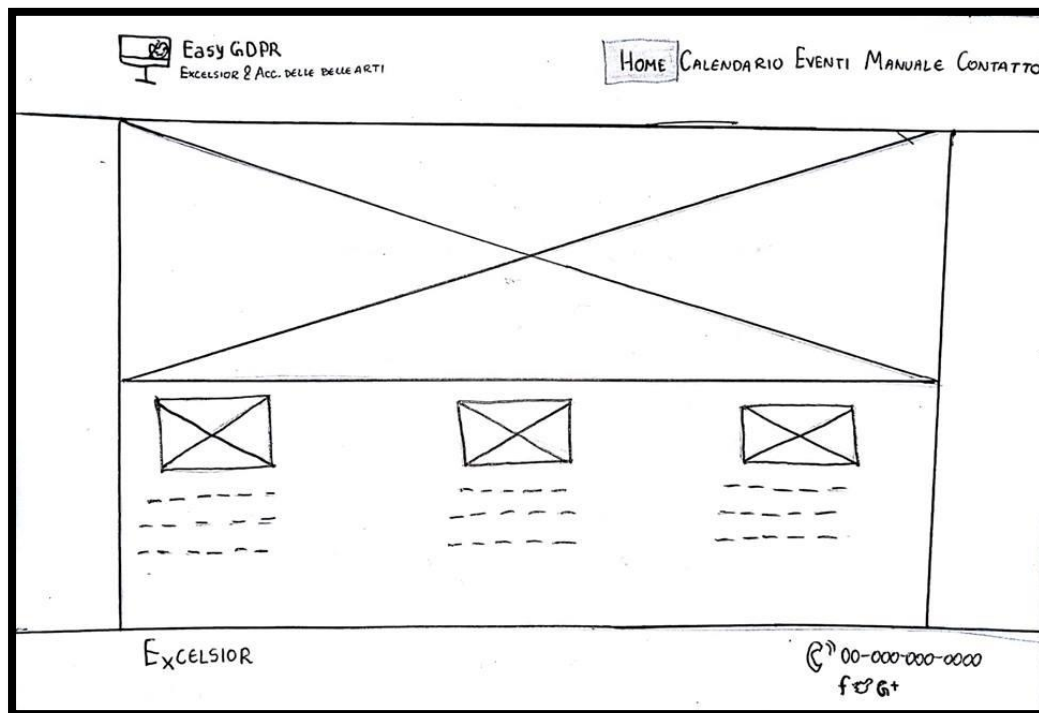 Easy GDPR
EXCELSIOR & ACC. DELLE BELLE ARTI
HOME CALENDARIO EVENTI MANUALE CONTATTO
EXCELSIOR
00-000-000-0000
f G+